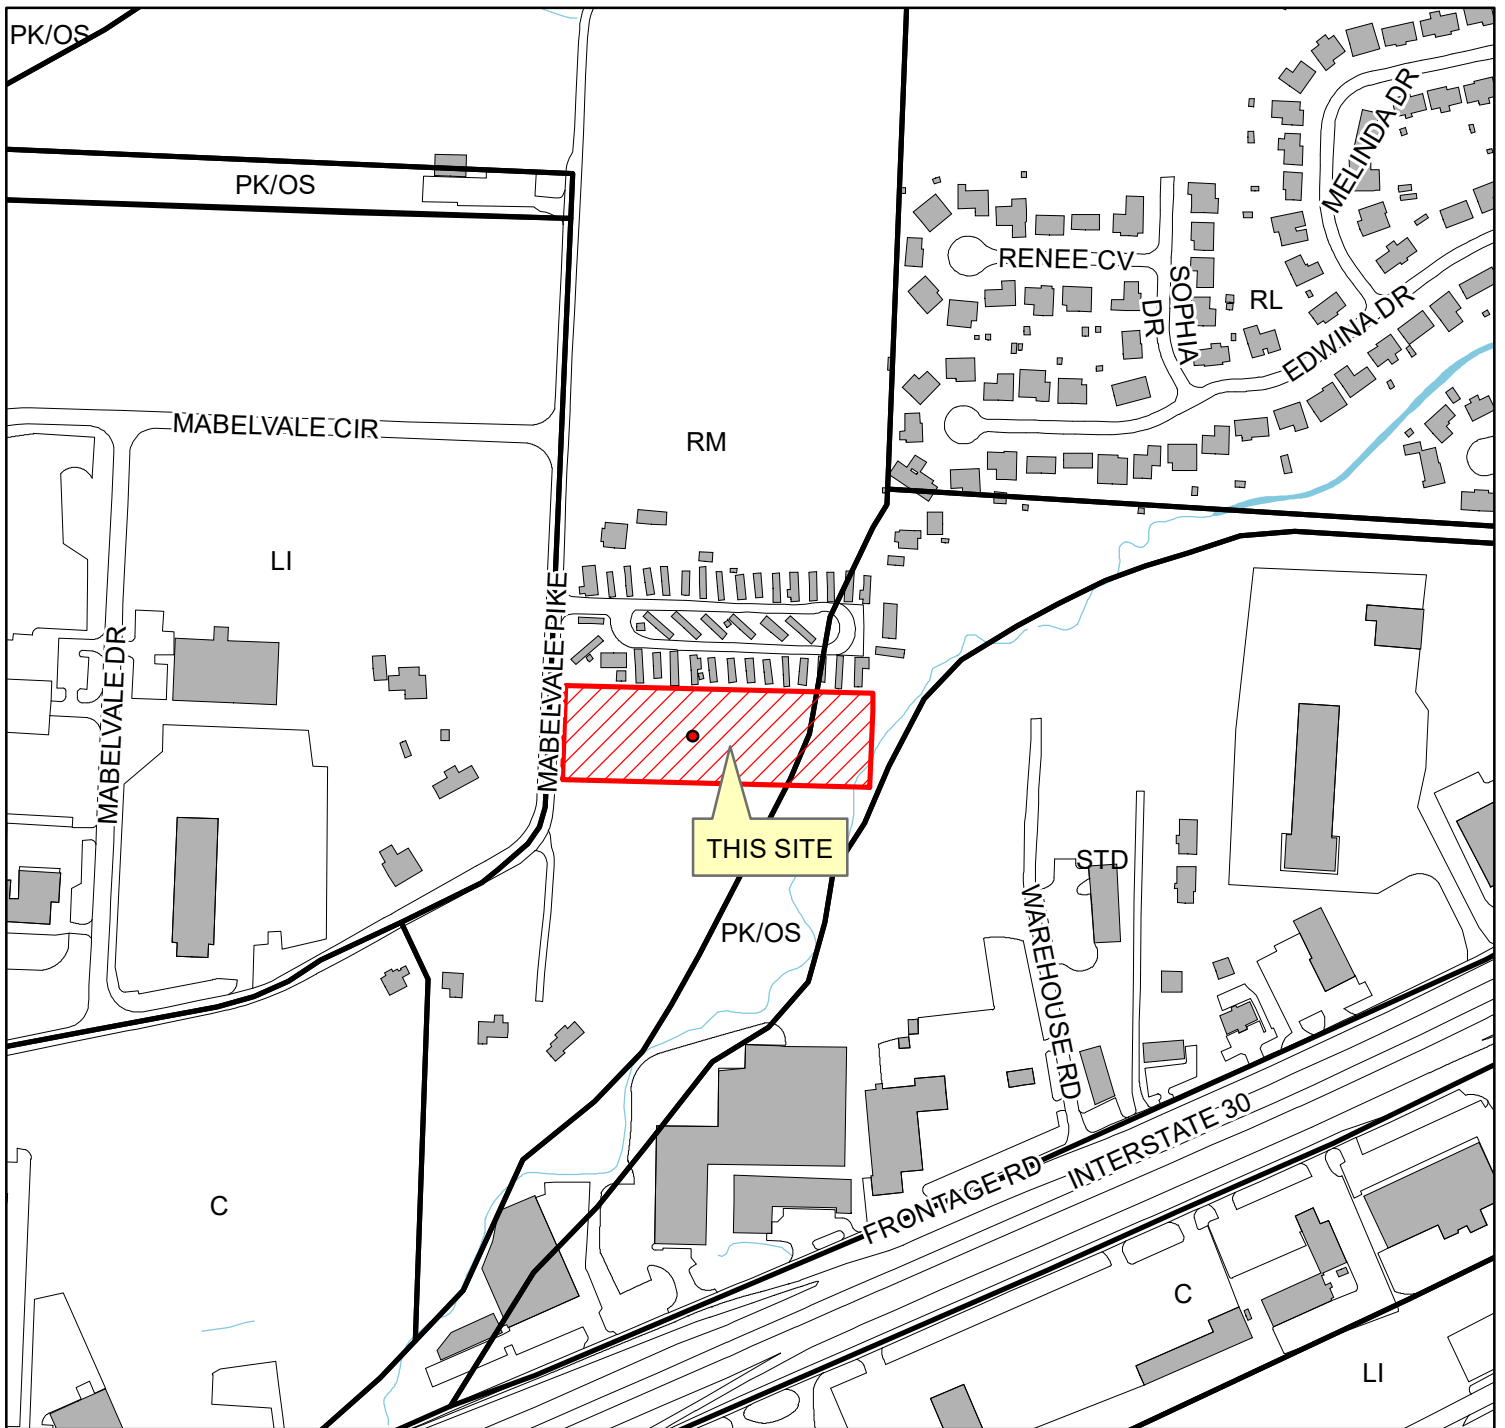 PK/OS
MELINDA DR
PK/OS
RENEE CV
SOPHIA
DR
RL
EDWINA DR
MABELVALE CIR
RM
LI
MABELVALE PIKE
MABELVALE DR
THIS SITE
STD
WAREHOUSE RD
PK/OS
FRONTAGE RD
INTERSTATE 30
C
C
LI